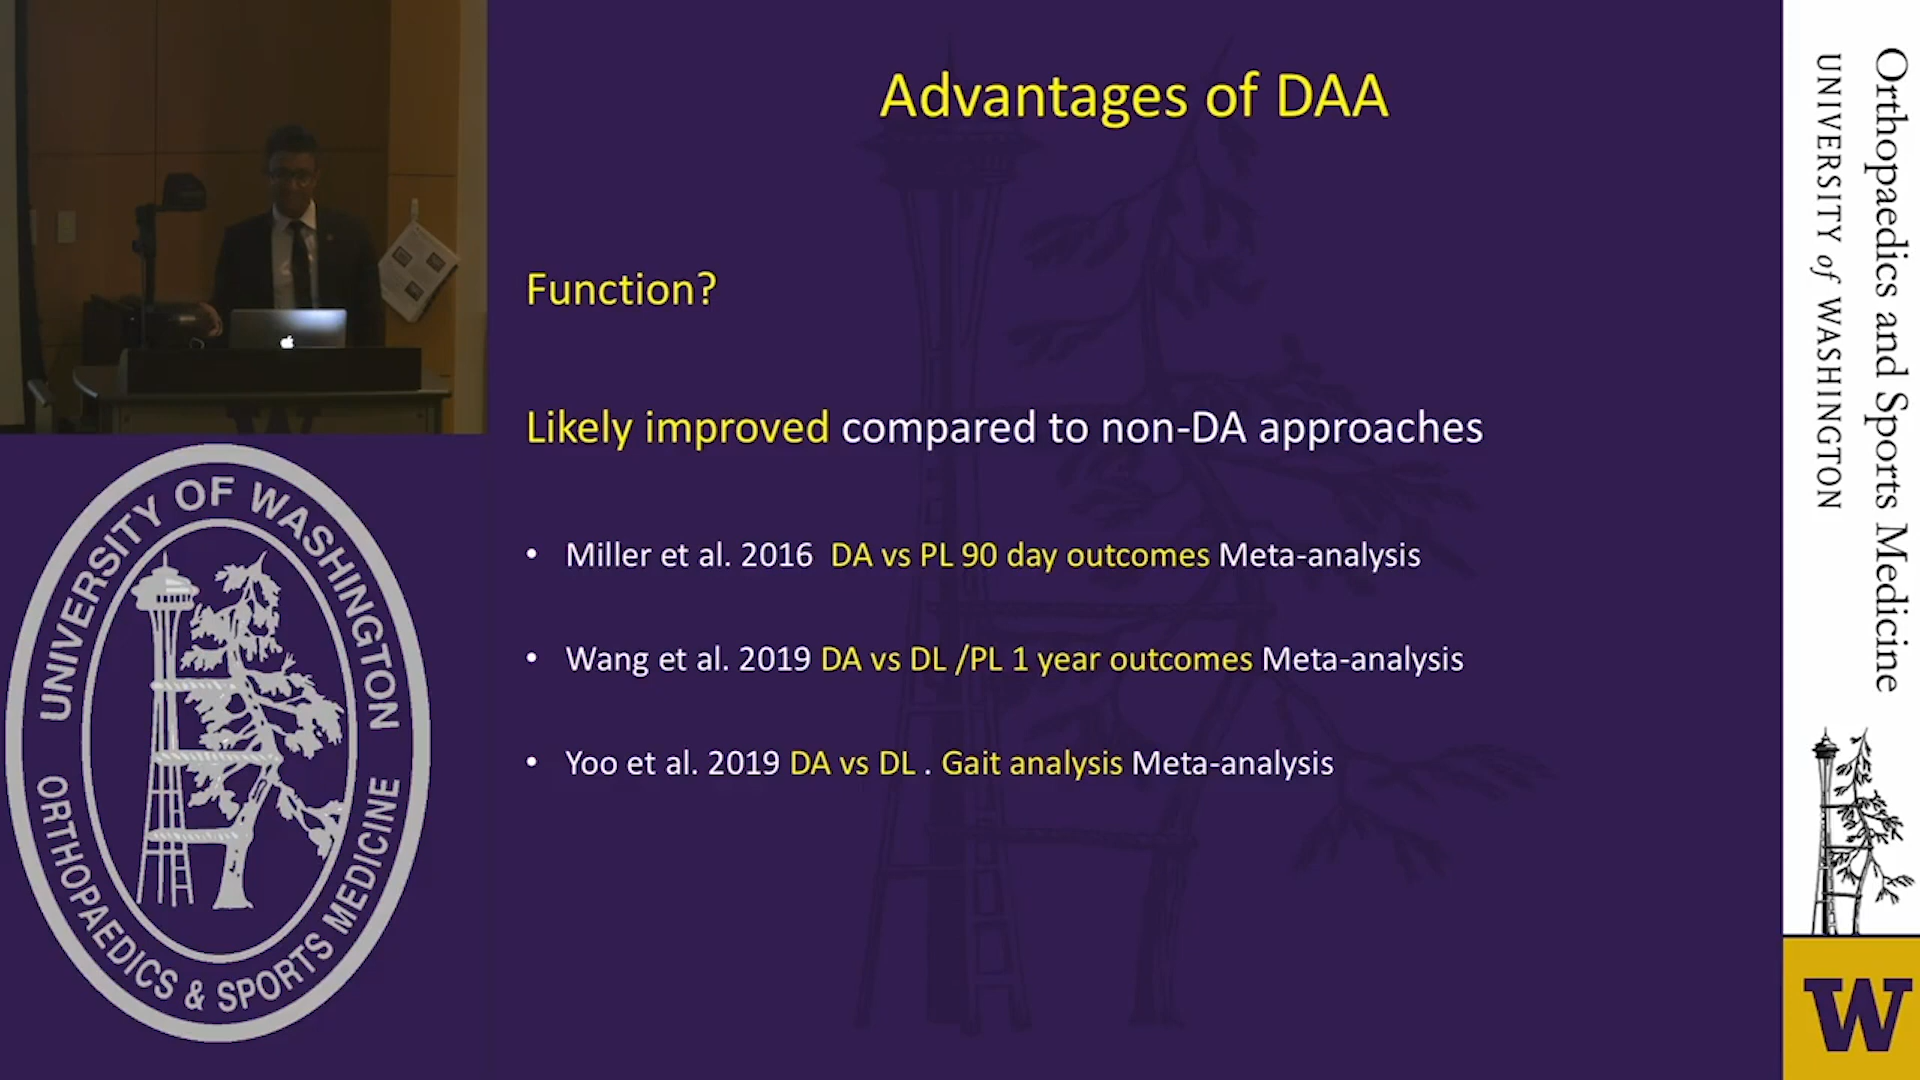 Advantages of DAA
Function?
Likely improved compared to non-DA approaches
• Miller et al. 2016 DA vs PL 90 day outcomes Meta-analysis
• Wang et al. 2019 DA vs DL /PL 1 year outcomes Meta-analysis
• Yoo et al. 2019 DA vs DL . Gait analysis Meta-analysis
UNIVERSITY OF WASHINGTON
ORTHOPAEDICS & SPORTS MEDICINE
Orthopaedics and Sports Medicine
UNIVERSITY of WASHINGTON
W